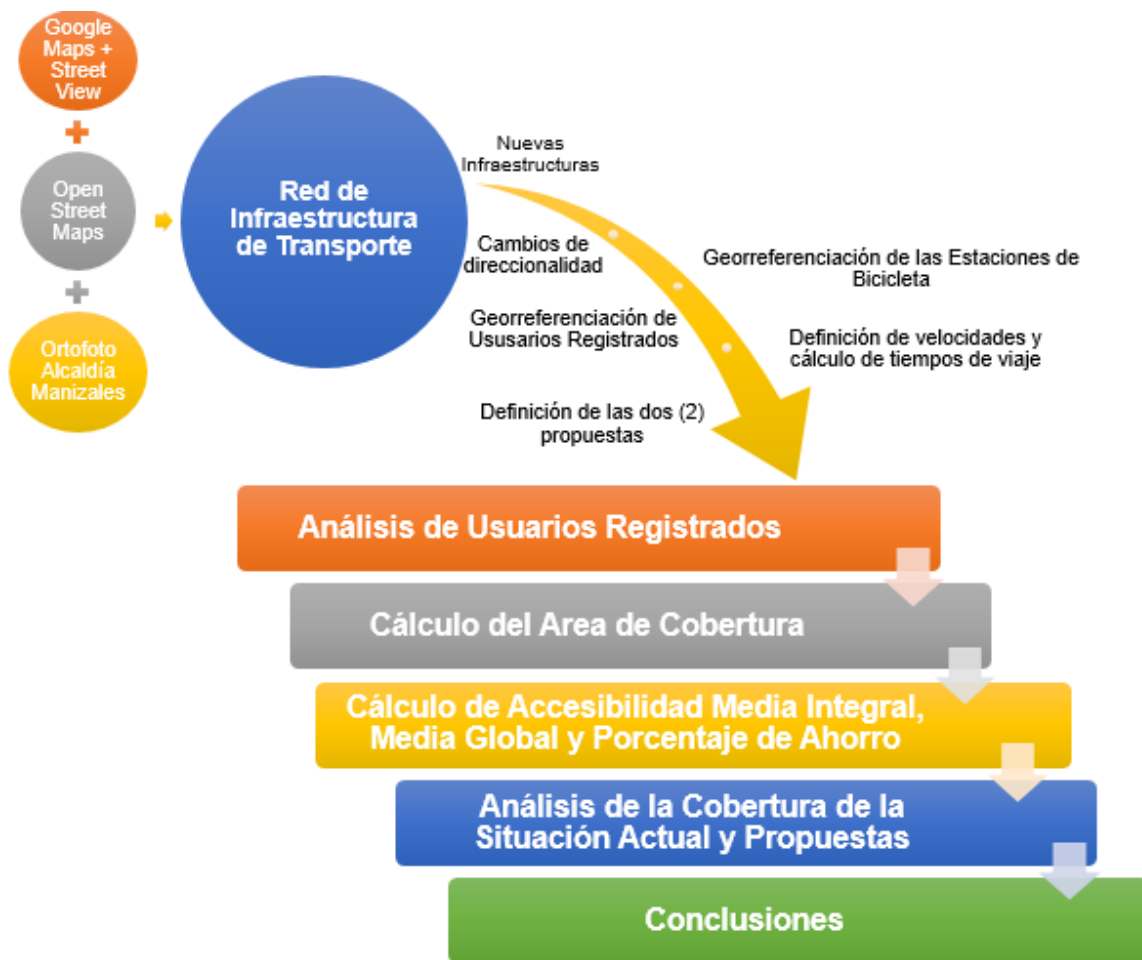 Google
Maps +
Street
View
Open
Street
Maps
Ortofoto
Alcaldía
Manizales
Red de
Infraestructura
de Transporte
Nuevas
Infraestructuras
Cambios de
direccionalidad
Georreferenciación de
Ususarios Registrados
Definición de las dos (2)
propuestas
Georreferenciación de las Estaciones de
Bicicleta
Definición de velocidades y
cálculo de tiempos de viaje
Análisis de Usuarios Registrados
Cálculo del Area de Cobertura
Cálculo de Accesibilidad Media Integral,
Media Global y Porcentaje de Ahorro
Análisis de la Cobertura de la
Situación Actual y Propuestas
Conclusiones